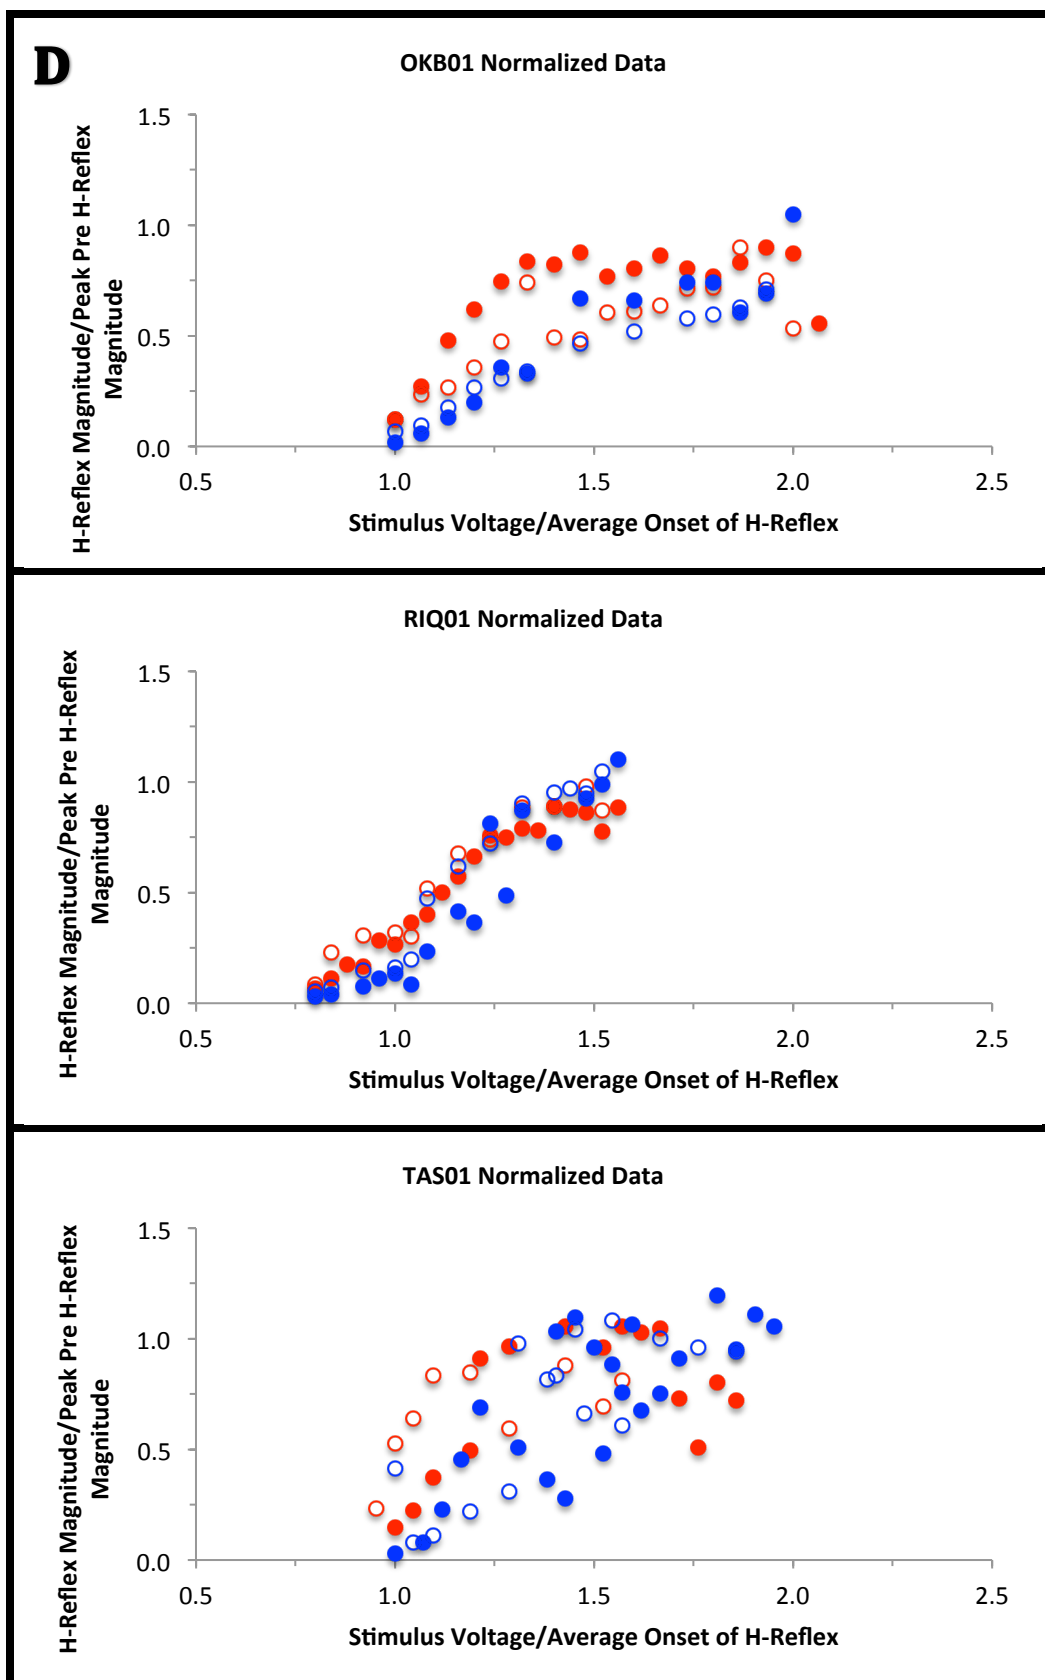 D
OKB01 Normalized Data
H-Reflex Magnitude/Peak Pre H-Reflex
Magnitude
1.5
1.0
0.5
0.0
0.5 1.0 1.5 2.0 2.5
Stimulus Voltage/Average Onset of H-Reflex
RIQ01 Normalized Data
H-Reflex Magnitude/Peak Pre H-Reflex
Magnitude
1.5
1.0
0.5
0.0
0.5 1.0 1.5 2.0 2.5
Stimulus Voltage/Average Onset of H-Reflex
TAS01 Normalized Data
H-Reflex Magnitude/Peak Pre H-Reflex
Magnitude
1.5
1.0
0.5
0.0
0.5 1.0 1.5 2.0 2.5
Stimulus Voltage/Average Onset of H-Reflex